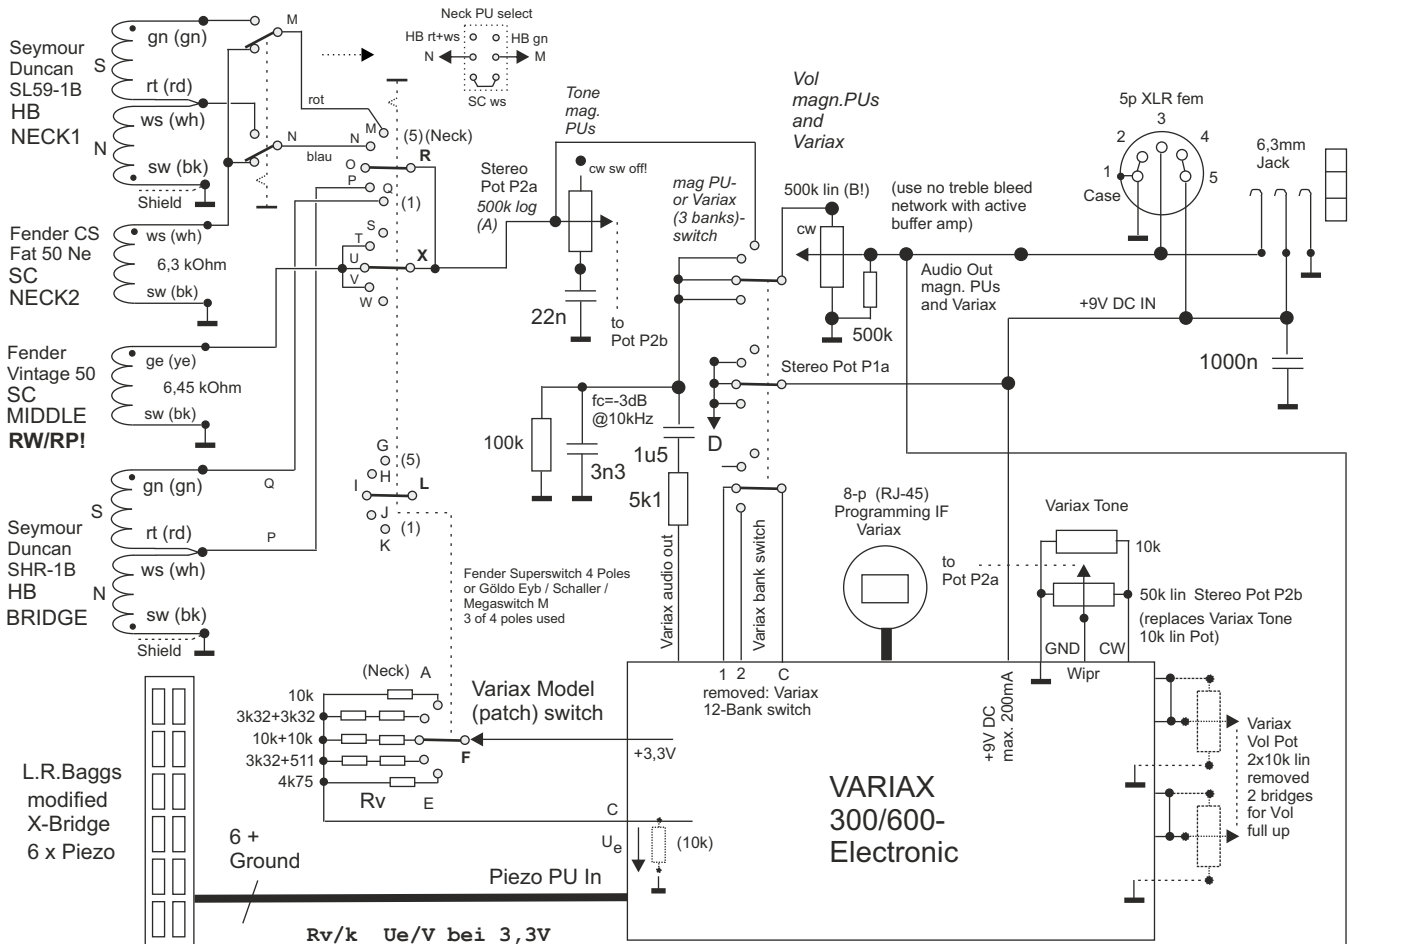 M
Neck PU select
HB rt+ws
HB gn
N
M
SC ws
gn (gn)
Seymour
Duncan
SL59-1B
HB
NECK1
S
rt (rd)
ws (wh)
N
sw (bk)
Shield
rot
N
blau
M
N
(5) (Neck)
R
O
P
Q
(1)
S
T
U
V
W
X
Fender CS
Fat 50 Ne
SC
NECK2
ws (wh)
6,3 kOhm
sw (bk)
Fender
Vintage 50
SC
MIDDLE
RW/RP!
ge (ye)
6,45 kOhm
sw (bk)
Seymour
Duncan
SHR-1B
HB
BRIDGE
S
gn (gn)
rt (rd)
N
ws (wh)
sw (bk)
Shield
Q
P
G
(5)
H
I
L
J
(1)
K
Stereo
Pot P2a
500k log
(A)
Tone
mag.
PUs
cw sw off!
22n
to
Pot P2b
mag PU-
or Variax
(3 banks)-
switch
Vol
magn.PUs
and
Variax
500k lin (B!)
cw
500k
(use no treble bleed
network with active
buffer amp)
Audio Out
magn. PUs
and Variax
5p XLR fem
1
2
3
4
5
Case
6,3mm
Jack
+9V DC IN
1000n
Stereo Pot P1a
D
fc=-3dB
@10kHz
100k
3n3
1u5
5k1
Variax audio out
Variax bank switch
Fender Superswitch 4 Poles
or Göldo Eyb / Schaller /
Megaswitch M
3 of 4 poles used
8-p (RJ-45)
Programming IF
Variax
to
Pot P2a
Variax Tone
10k
50k lin Stereo Pot P2b
(replaces Variax Tone
10k lin Pot)
GND
CW
Wipr
1
2
C
removed: Variax
12-Bank switch
+9V DC
max. 200mA
(Neck)
A
10k
3k32+3k32
10k+10k
3k32+511
4k75
Rv
E
F
Variax Model
(patch) switch
+3,3V
C
Ue
(10k)
VARIAX
300/600-
Electronic
Variax
Vol Pot
2x10k lin
removed
2 bridges
for Vol
full up
L.R.Baggs
modified
X-Bridge
6 x Piezo
6 +
Ground
Piezo PU In
Rv/k Ue/V bei 3,3V